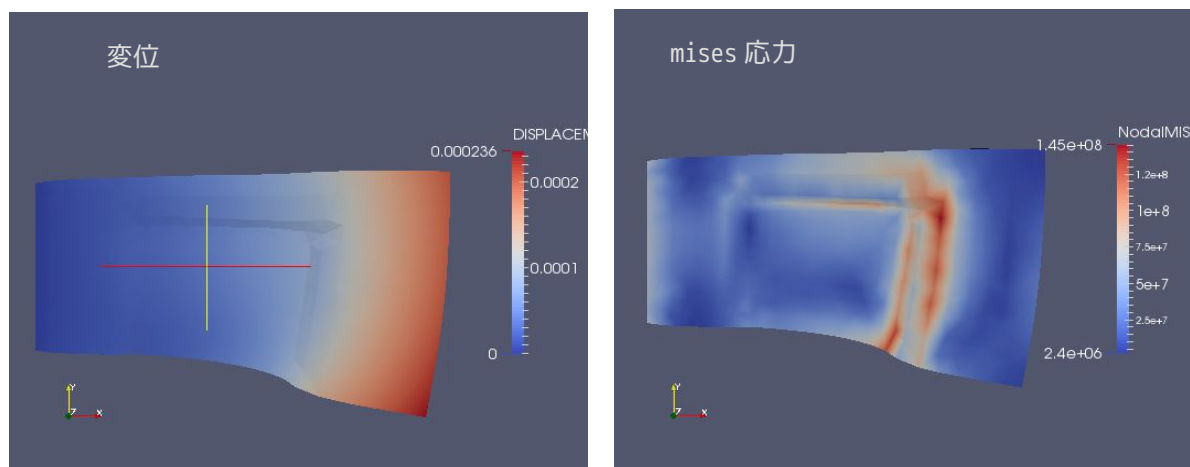 変位
DISPLACEM
0.000236
0.0002
0.0001
0
Y
Z X
mises 応力
NodalMIS
1.45e+08
1.2e+8
1e+8
7.5e+7
5e+7
2.5e+7
2.4e+06
Y
Z X